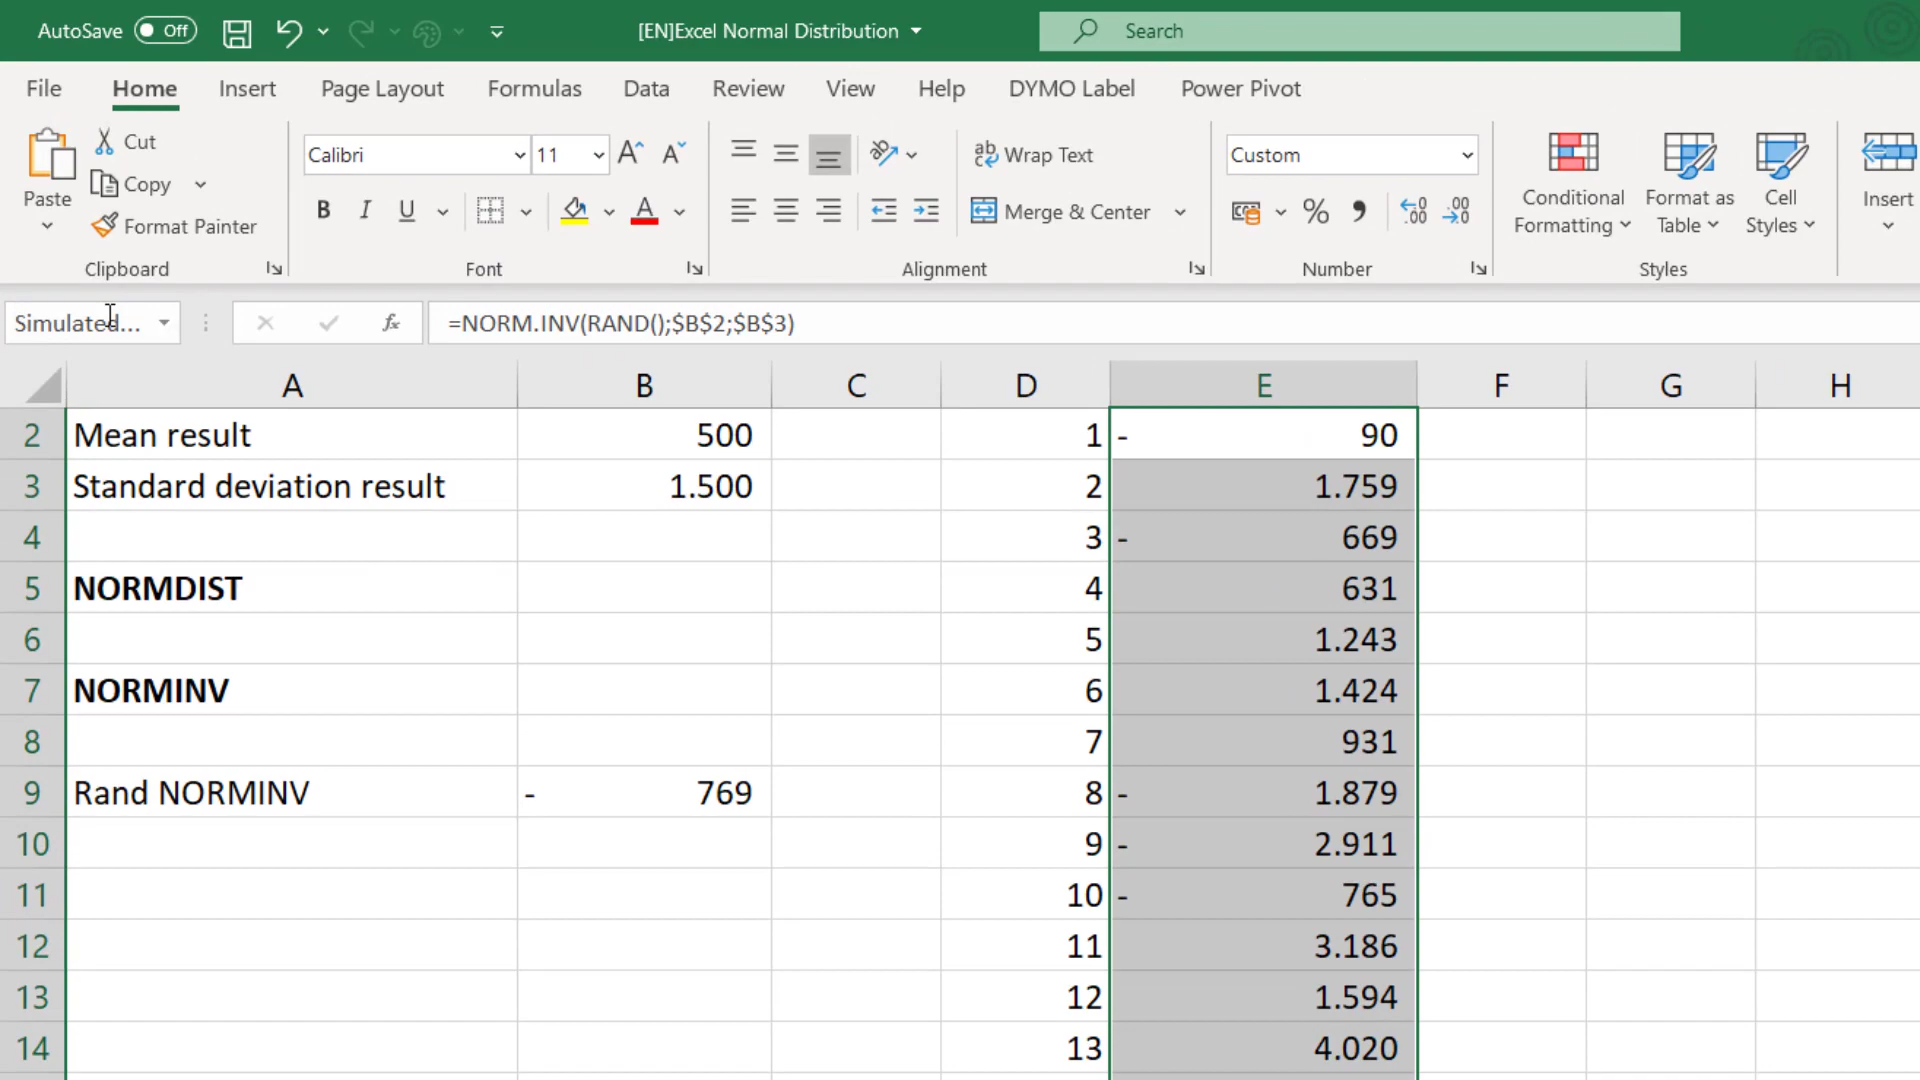 AutoSave Off [EN]Excel Normal Distribution Search
File Home Insert Page Layout Formulas Data Review View Help DYMO Label Power Pivot
Paste
Cut
Copy
Format Painter
Clipboard
Calibri 11
B I U
Font
Wrap Text
Merge & Center
Alignment
Custom
Number
Conditional Formatting
Format as Table
Cell Styles
Styles
Insert
Simulated... fx =NORM.INV(RAND();$B$2;$B$3)
A B C D E F G H
2 Mean result 500 1 - 90
3 Standard deviation result 1.500 2 1.759
4 3 - 669
5 NORMDIST 4 631
6 5 1.243
7 NORMINV 6 1.424
8 7 931
9 Rand NORMINV - 769 8 - 1.879
10 9 - 2.911
11 10 - 765
12 11 3.186
13 12 1.594
14 13 4.020